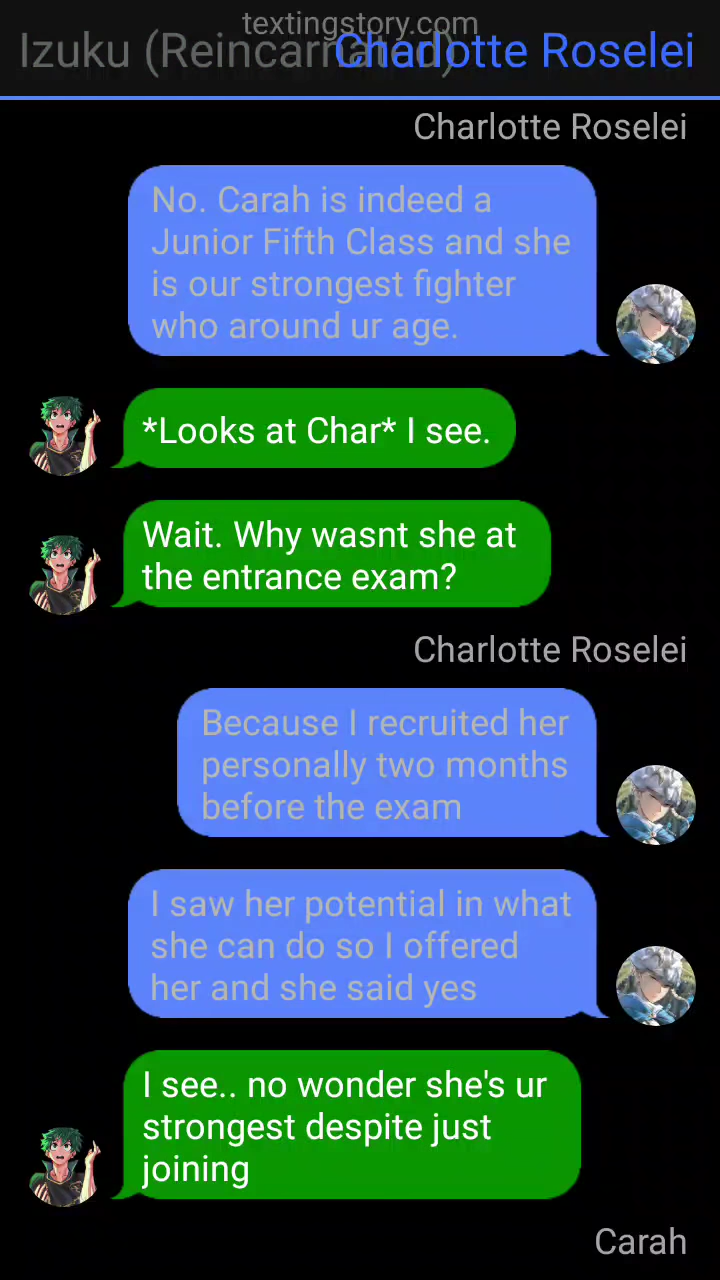 textingstory.com
Izuku (Reincarnated)
Charlotte Roselei
Charlotte Roselei
No. Carah is indeed a
Junior Fifth Class and she
is our strongest fighter
who around ur age.
*Looks at Char* I see.
Wait. Why wasnt she at
the entrance exam?
Charlotte Roselei
Because I recruited her
personally two months
before the exam
I saw her potential in what
she can do so I offered
her and she said yes
I see.. no wonder she's ur
strongest despite just
joining
Carah